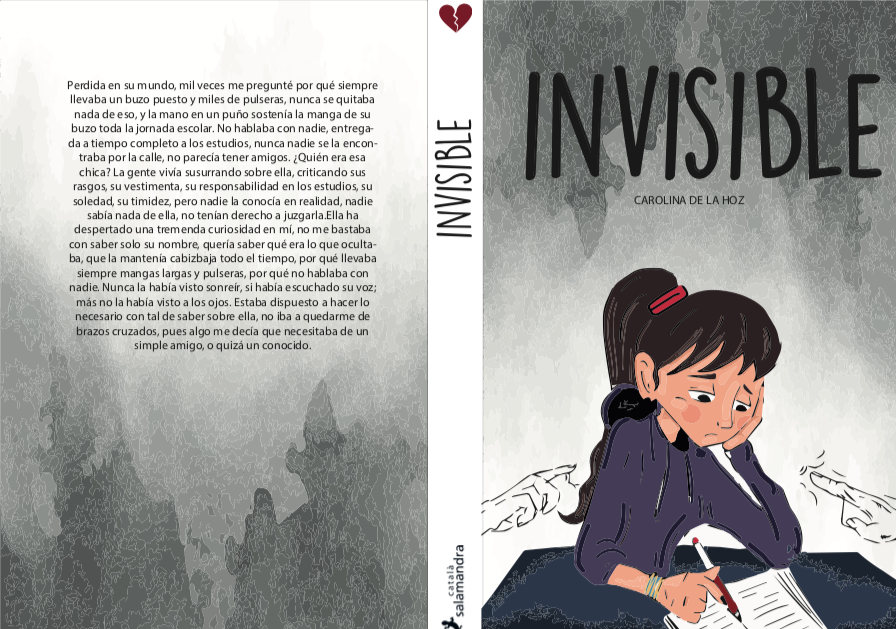 Perdida en su mundo, mil veces me pregunté por qué siempre
llevaba un buzo puesto y miles de pulseras, nunca se quitaba
nada de eso, y la mano en un puño sostenía la manga de su
buzo toda la jornada escolar. No hablaba con nadie, entrega-
da a tiempo completo a los estudios, nunca nadie se la encon-
traba por la calle, no parecía tener amigos. ¿Quién era esa
chica? La gente vivía susurrando sobre ella, criticando sus
rasgos, su vestimenta, su responsabilidad en los estudios, su
soledad, su timidez, pero nadie la conocía en realidad, nadie
sabía nada de ella, no tenían derecho a juzgarla.Ella ha
despertado una tremenda curiosidad en mí, no me bastaba
con saber solo su nombre, quería saber qué era lo que oculta-
ba, que la mantenía cabizbaja todo el tiempo, por qué llevaba
siempre mangas largas y pulseras, por qué no hablaba con
nadie. Nunca la había visto sonreír, si había escuchado su voz;
más no la había visto a los ojos. Estaba dispuesto a hacer lo
necesario con tal de saber sobre ella, no iba a quedarme de
brazos cruzados, pues algo me decía que necesitaba de un
simple amigo, o quizá un conocido.
INVISIBLE
català
salamandra
INVISIBLE
CAROLINA DE LA HOZ